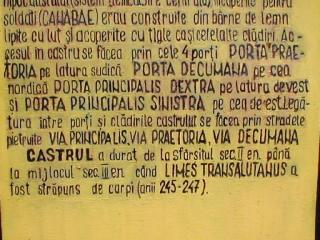 soldați (CANABAE) erau construite din bârne de lemn
lipite cu lut și acoperite cu țigle ca și celelalte clădiri. Ac-
cesul în castru se făcea prin cele 4 porți PORTA PRAE-
TORIA pe latura sudică. PORTA DECUMANA pe cea
nordică PORTA PRINCIPALIS DEXTRA pe latura de vest
și PORTA PRINCIPALIS SINISTRA pe cea de est. Legă-
tura între porți și clădirile castrului se făcea prin stradele
pietruite VIA PRINCIPALIS, VIA PRAETORIA, VIA DECUMANA
CASTRUL a durat de la sfârșitul sec. II en. până
la mijlocul sec. III en când LIMES TRANSALUTANUS a
fost străpuns de carpi (anii 245-247).